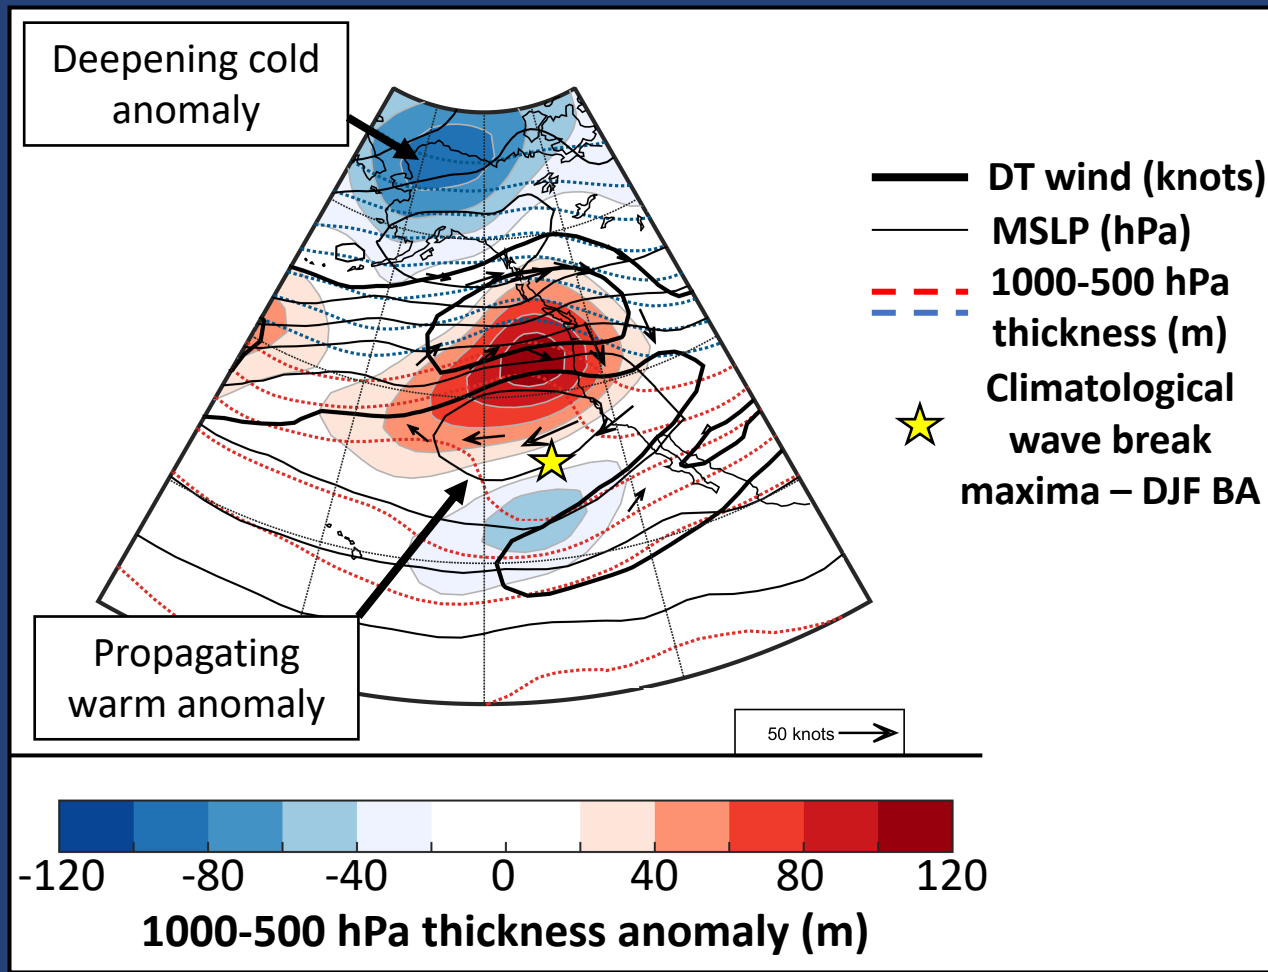 Deepening cold
anomaly
DT wind (knots)
MSLP (hPa)
1000-500 hPa
thickness (m)
Climatological
wave break
maxima – DJF BA
Propagating
warm anomaly
50 knots
-120 -80 -40 0 40 80 120
1000-500 hPa thickness anomaly (m)